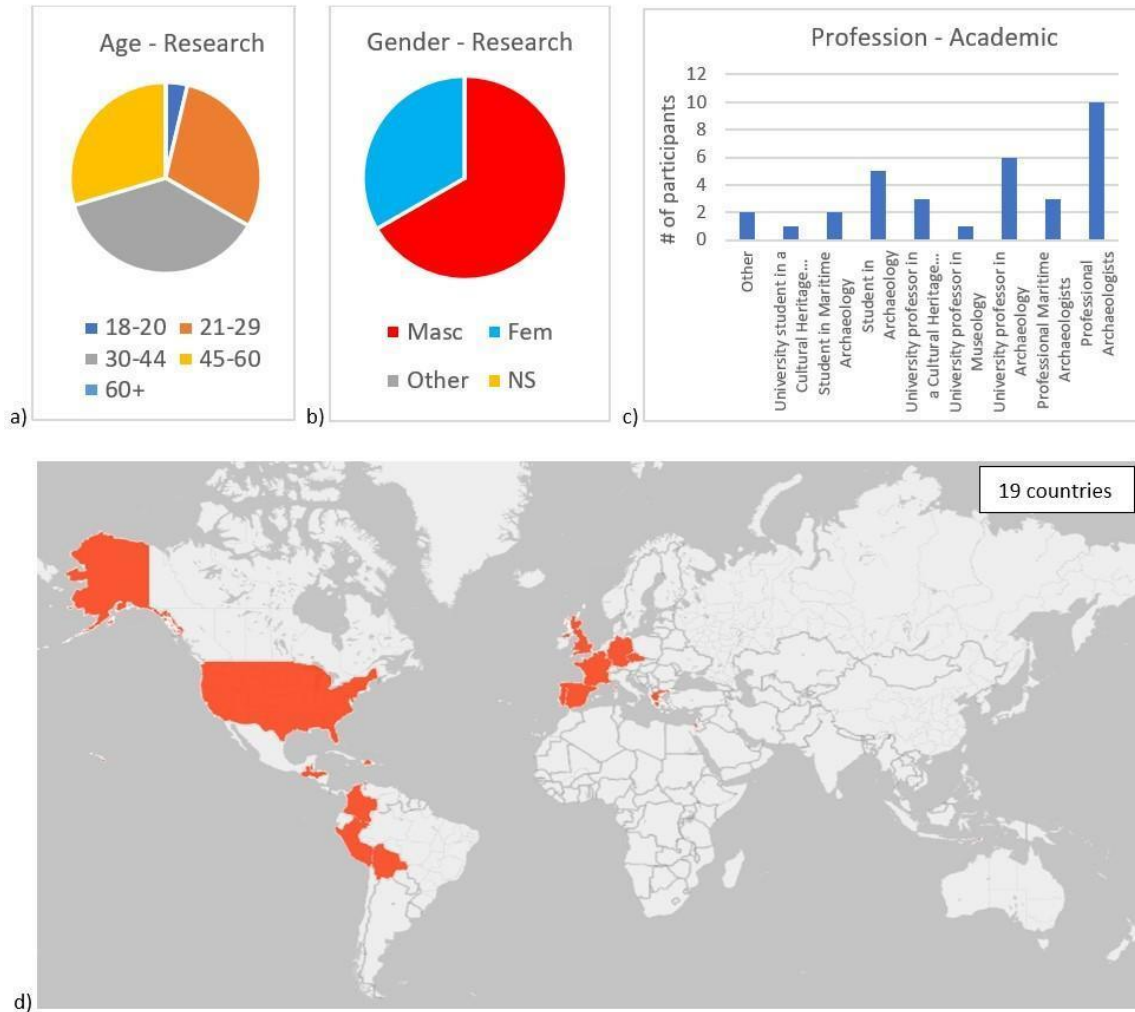 Age - Research
18-20 21-29
30-44 45-60
60+
a)
Gender - Research
Masc Fem
Other NS
b)
Profession - Academic
# of participants
12
10
8
6
4
2
0
Other
University student in a
Cultural Heritage...
Student in Maritime
Archaeology
Student in
Archaeology
University professor in
a Cultural Heritage...
University professor in
Museology
University professor in
Archaeology
Professional Maritime
Archaeologists
Professional
Archaeologists
c)
19 countries
d)